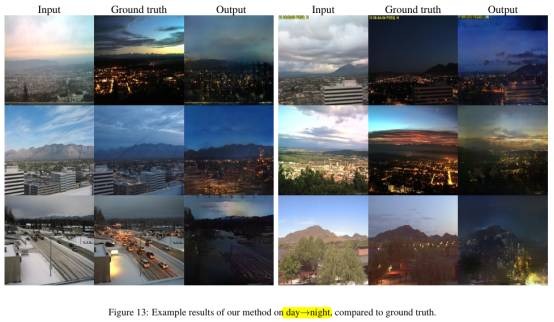 Input Ground truth Output Input Ground truth Output
Figure 13: Example results of our method on day→night, compared to ground truth.